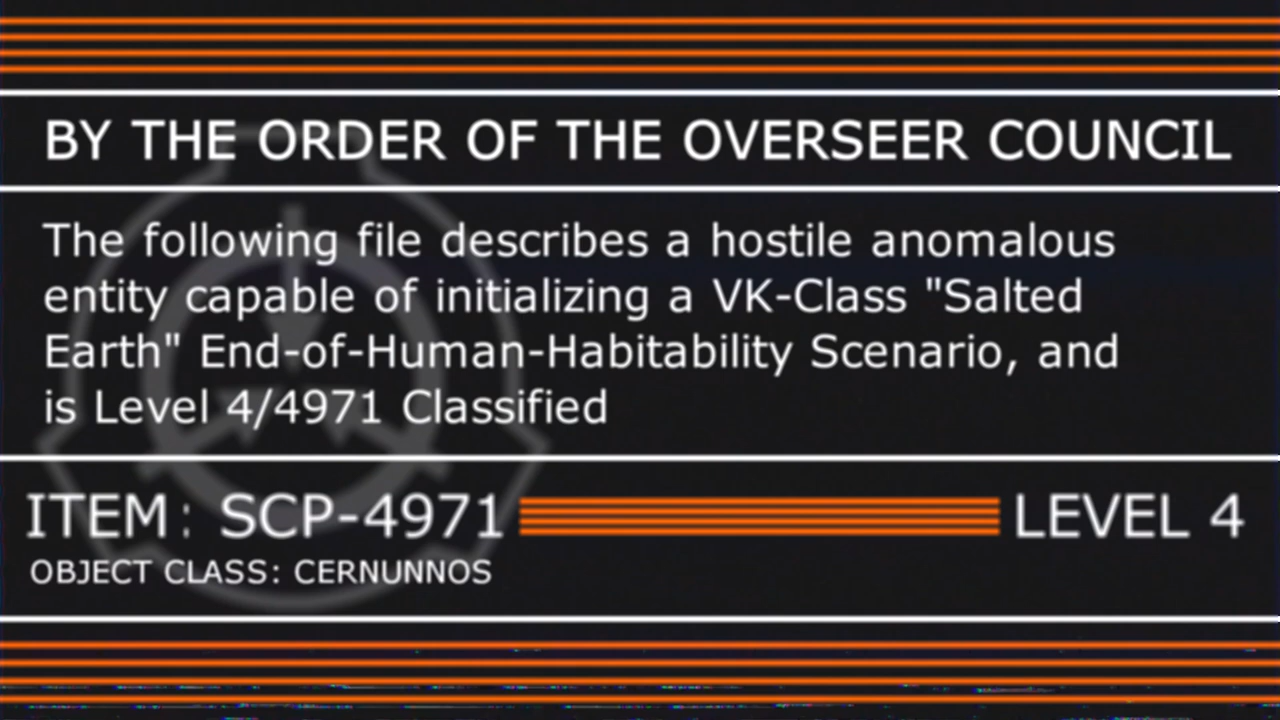 BY THE ORDER OF THE OVERSEER COUNCIL
The following file describes a hostile anomalous
entity capable of initializing a VK-Class "Salted
Earth" End-of-Human-Habitability Scenario, and
is Level 4/4971 Classified
ITEM: SCP-4971 LEVEL 4
OBJECT CLASS: CERNUNNOS